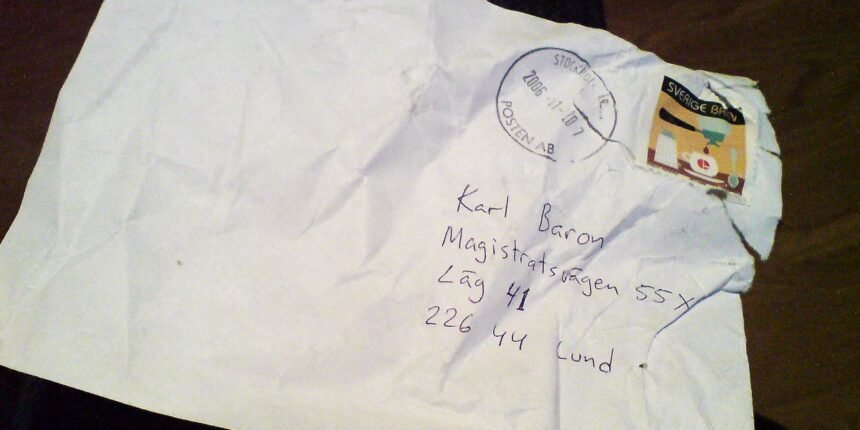 STOCKHOLM
2006 -11-10
POSTEN AB
SVERIGE BREV
Karl Baron
Magistratsvägen 55X
Läg 41
226 44 Lund